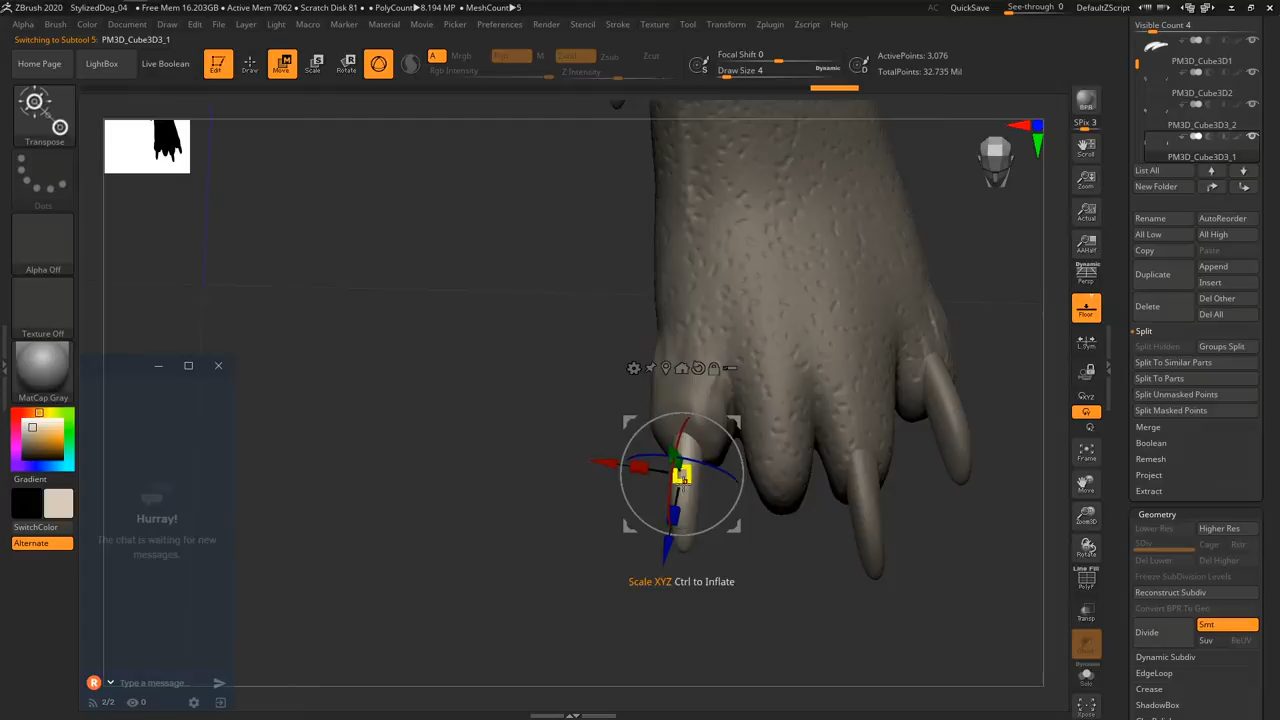 ZBrush 2020 StylizedDog_04 • Free Mem 16.203GB • Active Mem 7062 • Scratch Disk 81 • PolyCount▶8.194 MP • MeshCount▶5 AC QuickSave See-through 0 DefaultZScript
Alpha Brush Color Document Draw Edit File Layer Light Macro Marker Material Movie Picker Preferences Render Stencil Stroke Texture Tool Transform Zplugin Zscript Help
Switching to Subtool 5: PM3D_Cube3D3_1
Home Page LightBox Live Boolean Edit Draw Move Scale Rotate A Mrgb Rgb M Zadd Zsub Zcut
Rgb Intensity Z Intensity
Focal Shift 0
Draw Size 4 Dynamic
ActivePoints: 3,076
TotalPoints: 32.735 Mil
Transpose
Dots
Alpha Off
Texture Off
MatCap Gray
Gradient
SwitchColor
Alternate
Hurray!
The chat is waiting for new
messages.
R Type a message...
2/2 0
Scale XYZ Ctrl to Inflate
BPR
SPix 3
Scroll
Zoom
Actual
AAHalf
Dynamic
Persp
Floor
L.Sym
XYZ
Frame
Move
Zoom3D
Rotate
Line Fill
PolyF
Transp
Dynamic
Solo
Xpose
Visible Count 4
PM3D_Cube3D1
PM3D_Cube3D2
PM3D_Cube3D3_2
PM3D_Cube3D3_1
List All
New Folder
Rename AutoReorder
All Low All High
Copy Paste
Duplicate Append
Insert
Delete Del Other
Del All
Split
Split Hidden Groups Split
Split To Similar Parts
Split To Parts
Split Unmasked Points
Split Masked Points
Merge
Boolean
Remesh
Project
Extract
Geometry
Lower Res Higher Res
SDiv Cage Rstr
Del Lower Del Higher
Freeze SubDivision Levels
Reconstruct Subdiv
Convert BPR To Geo
Divide Smt
Suv ReUV
Dynamic Subdiv
EdgeLoop
Crease
ShadowBox